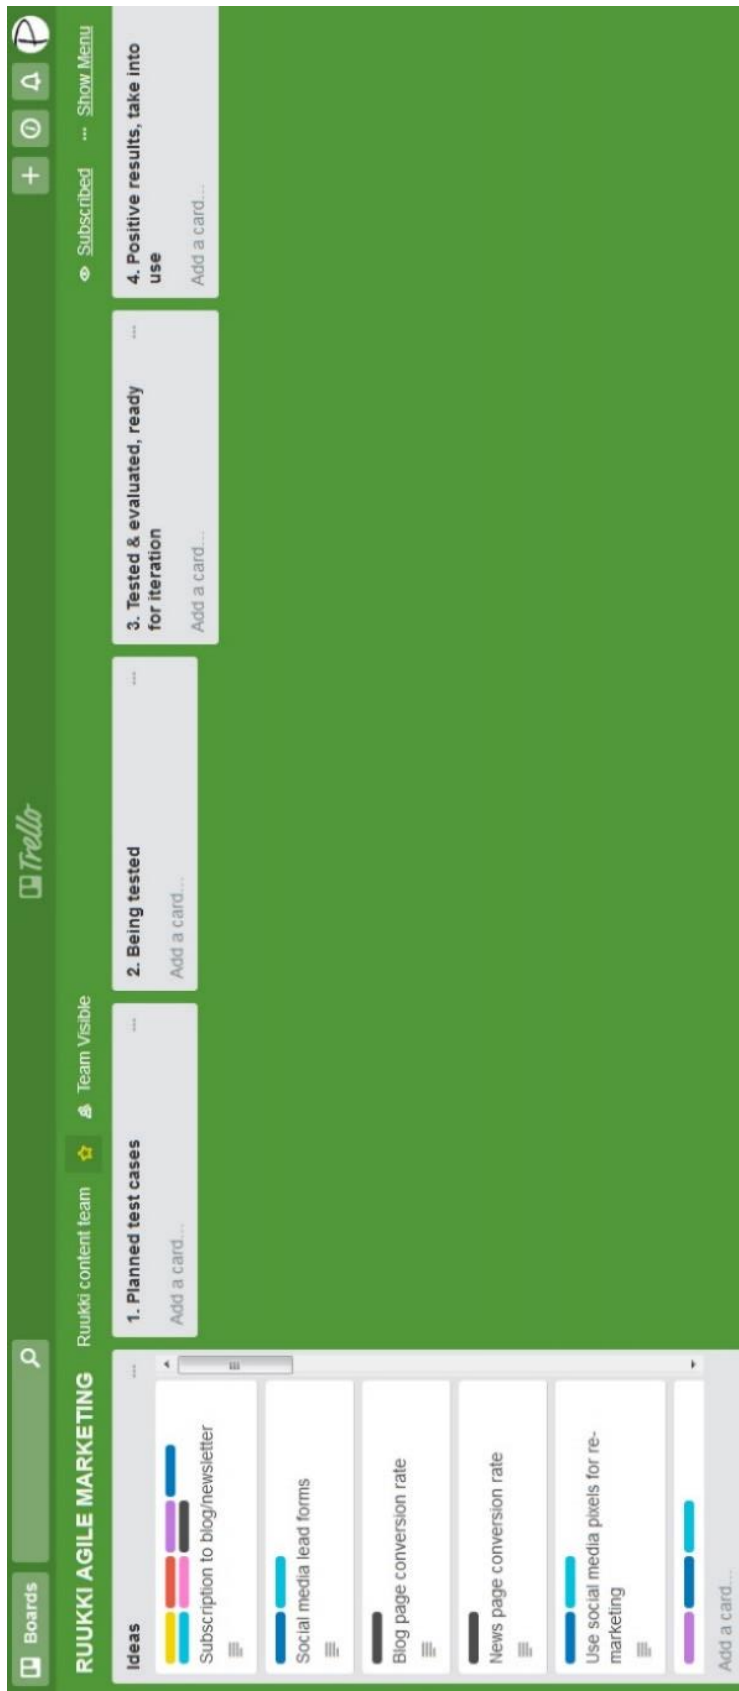 Boards
Trello
RUUKKI AGILE MARKETING
Ruukki content team
Team Visible
Subscribed
... Show Menu
Ideas
...
Subscription to blog/newsletter
Social media lead forms
Blog page conversion rate
News page conversion rate
Use social media pixels for re-
marketing
Add a card...
1. Planned test cases
...
Add a card...
2. Being tested
...
Add a card...
3. Tested & evaluated, ready
for iteration
...
Add a card...
4. Positive results, take into
use
Add a card...